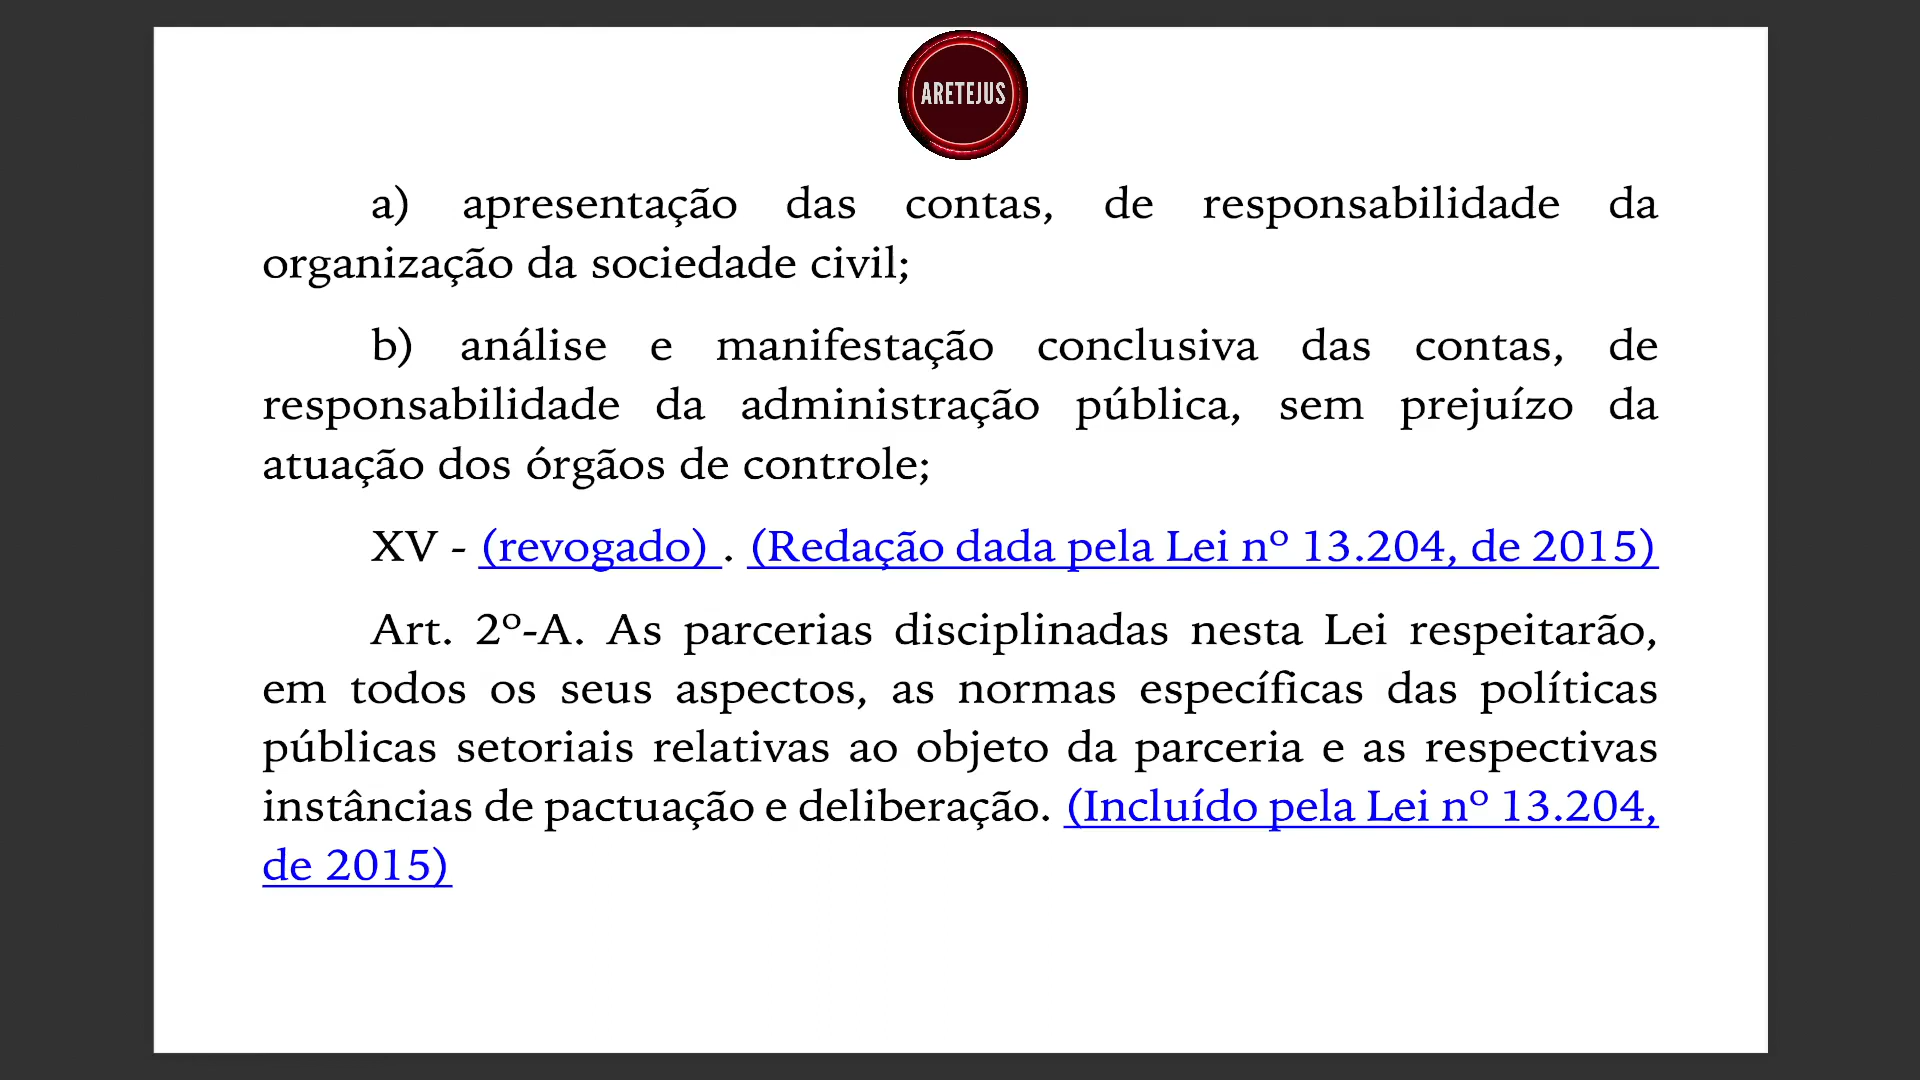 ARETEJUS
a) apresentação das contas, de responsabilidade da
organização da sociedade civil;
b) análise e manifestação conclusiva das contas, de
responsabilidade da administração pública, sem prejuízo da
atuação dos órgãos de controle;
XV - (revogado) . (Redação dada pela Lei nº 13.204, de 2015)
Art. 2º-A. As parcerias disciplinadas nesta Lei respeitarão,
em todos os seus aspectos, as normas específicas das políticas
públicas setoriais relativas ao objeto da parceria e as respectivas
instâncias de pactuação e deliberação. (Incluído pela Lei nº 13.204,
de 2015)